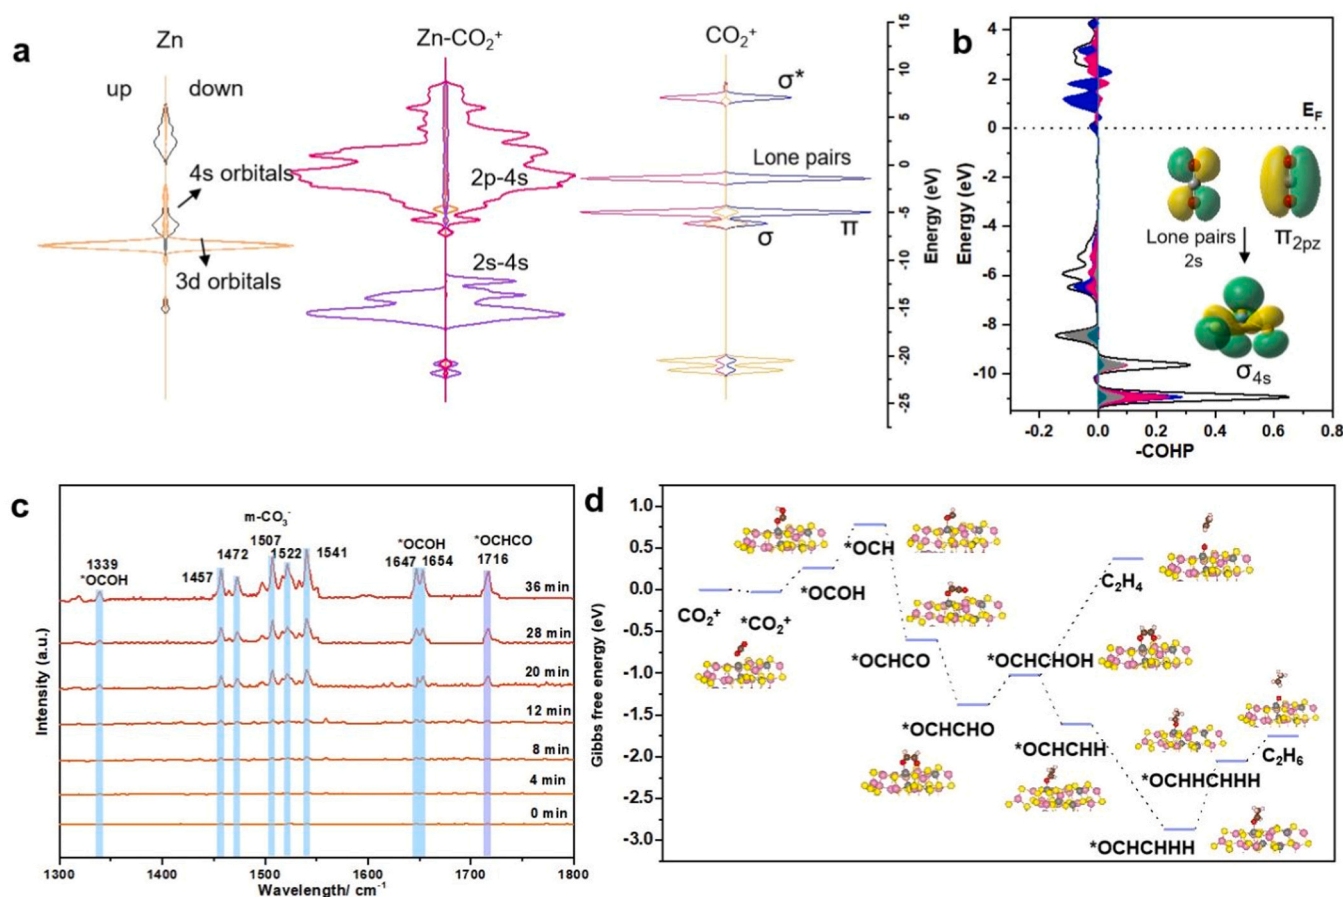 a
Zn
Zn-CO₂⁺
CO₂⁺
up
down
4s orbitals
3d orbitals
2p-4s
2s-4s
σ*
Lone pairs
π
σ
15
10
5
0
-5
-10
-15
-20
-25
Energy (eV)
b
4
2
0
-2
-4
-6
-8
-10
Energy (eV)
E_F
Lone pairs
2s
π2pz
σ4s
-0.2
0.0
0.2
0.4
0.6
0.8
-COHP
c
m-CO₃⁻
1339
*OCOH
1457
1472
1507
1522
1541
*OCOH
1647
1654
*OCHCO
1716
36 min
28 min
20 min
12 min
8 min
4 min
0 min
Intensity (a.u.)
1300
1400
1500
1600
1700
1800
Wavelength/ cm⁻¹
d
1.0
0.5
0.0
-0.5
-1.0
-1.5
-2.0
-2.5
-3.0
Gibbs free energy (eV)
CO₂⁺
*CO₂⁺
*OCOH
*OCH
*OCHCO
*OCHCHO
*OCHCHOH
C₂H₄
*OCHCHH
*OCHCHHH
*OCHHCHHH
C₂H₆